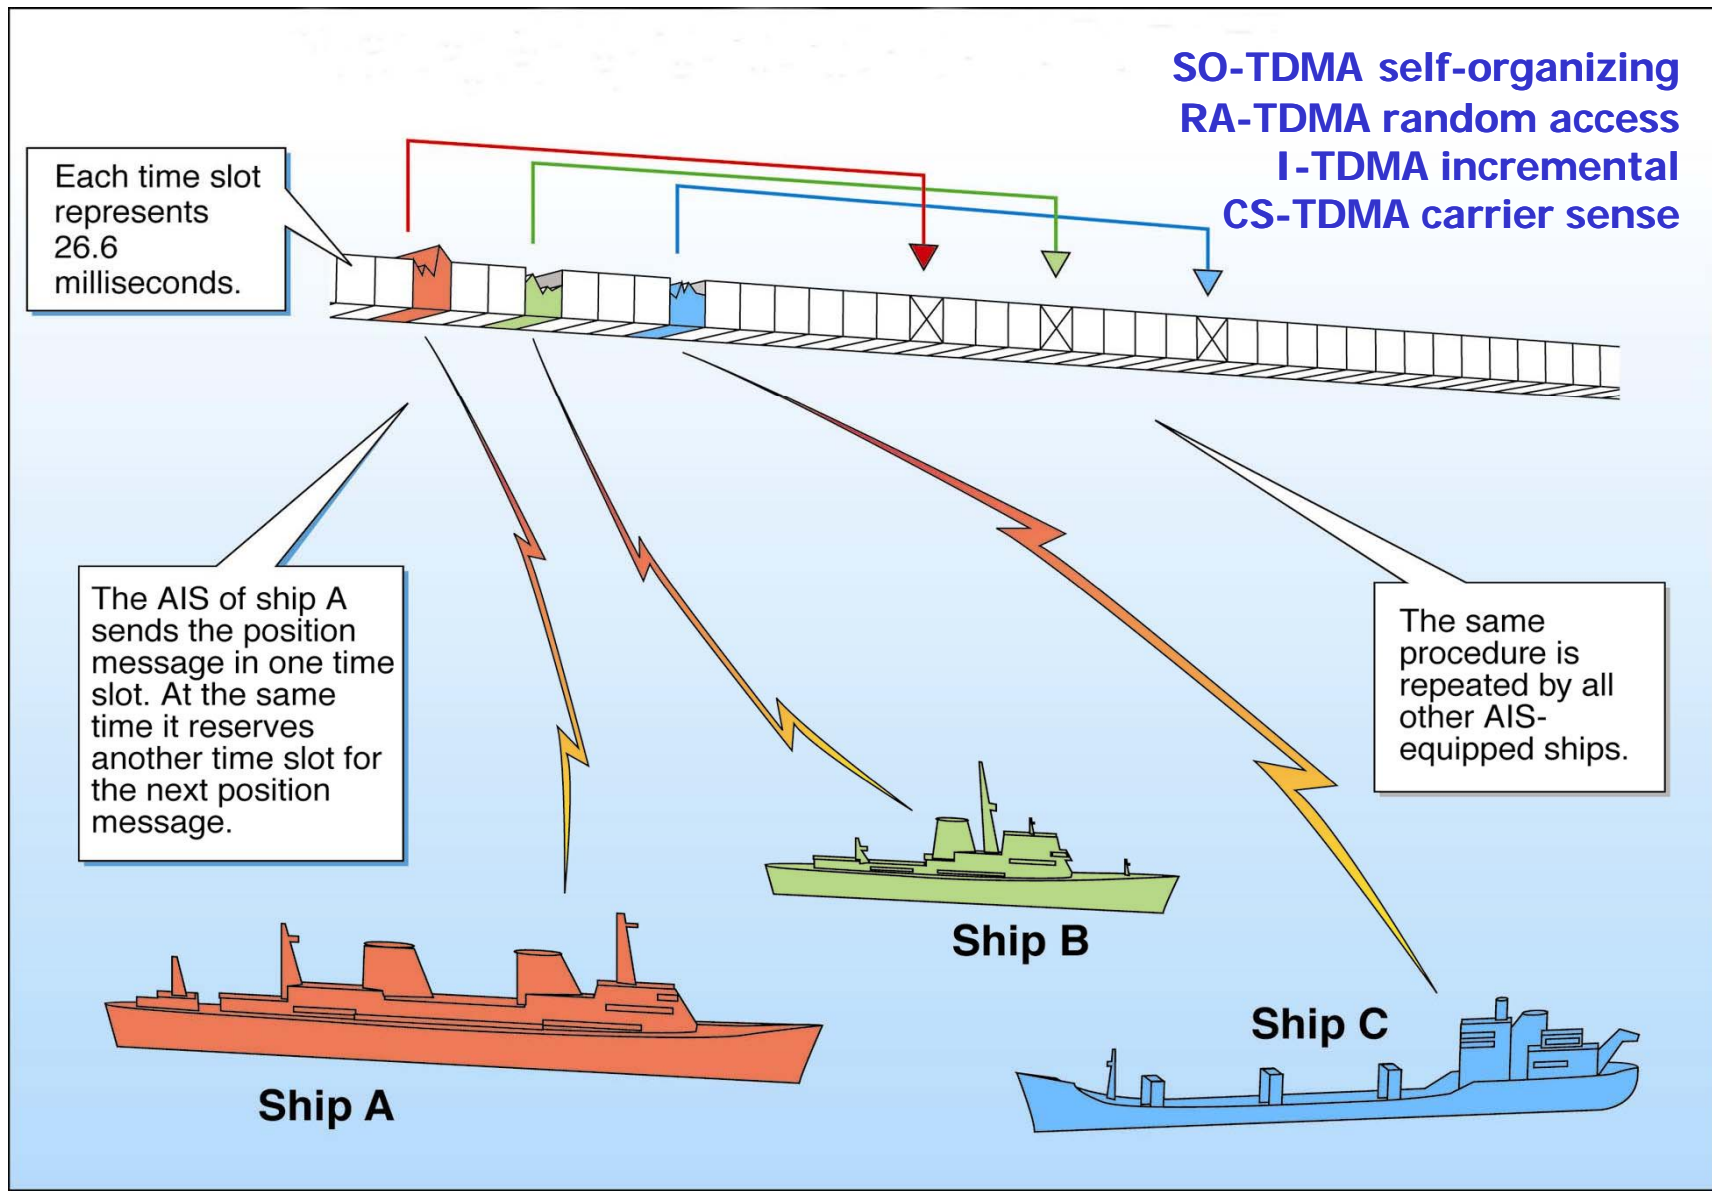 SO-TDMA self-organizing
RA-TDMA random access
I-TDMA incremental
CS-TDMA carrier sense
Each time slot
represents
26.6
milliseconds.
The AIS of ship A
sends the position
message in one time
slot. At the same
time it reserves
another time slot for
the next position
message.
The same
procedure is
repeated by all
other AIS-
equipped ships.
Ship B
Ship C
Ship A